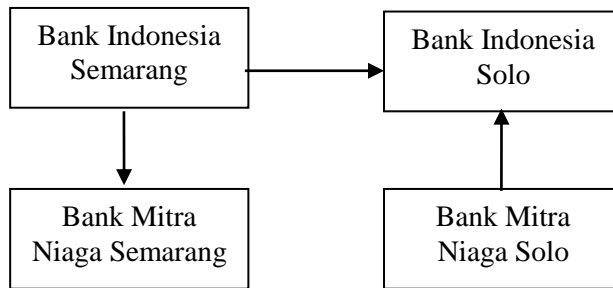 Bank Indonesia
Semarang
Bank Indonesia
Solo
Bank Mitra
Niaga Semarang
Bank Mitra
Niaga Solo